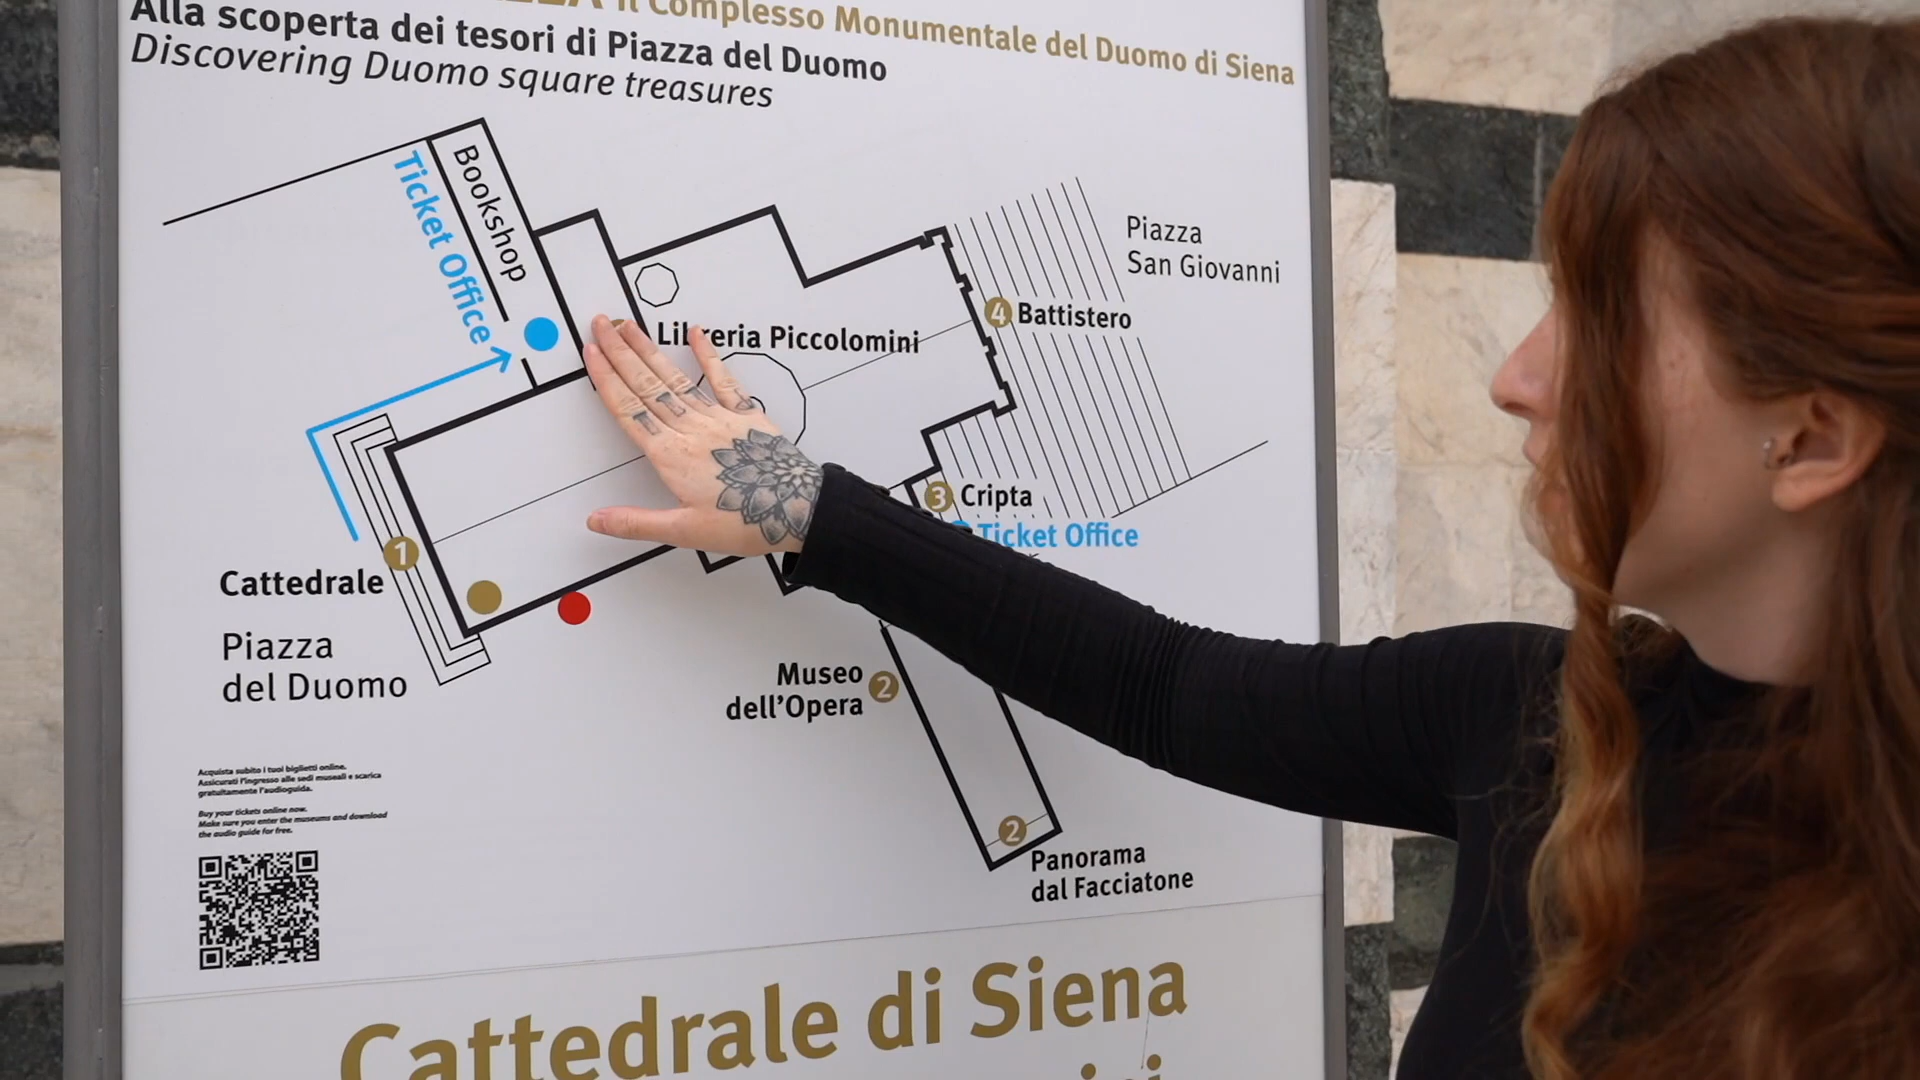 Il Complesso Monumentale del Duomo di Siena
Alla scoperta dei tesori di Piazza del Duomo
Discovering Duomo square treasures
Bookshop
Ticket Office
Piazza
San Giovanni
4 Battistero
Libreria Piccolomini
3 Cripta
Ticket Office
1
Cattedrale
Piazza
del Duomo
Museo
dell'Opera
2
2
Panorama
dal Facciatone
Acquista subito i tuoi biglietti online.
Assicurati l'ingresso alle sedi museali e scarica
gratuitamente l'audioguida.
Buy your tickets online now.
Make sure you enter the museums and download
the audio guide for free.
Cattedrale di Siena